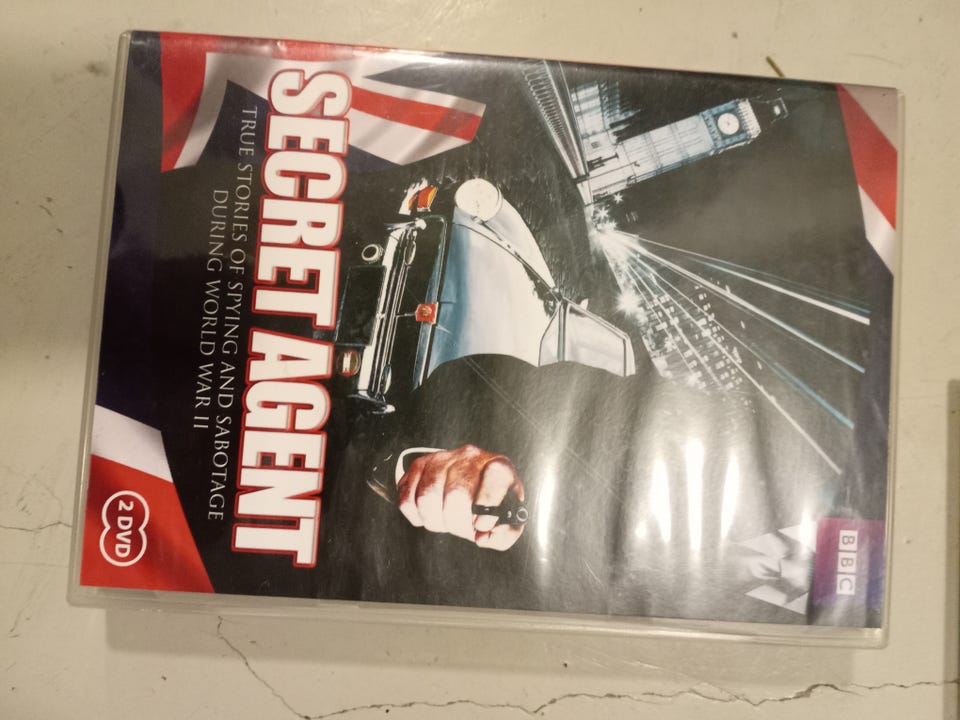 BBC
SECRET AGENT
TRUE STORIES OF SPYING AND SABOTAGE
DURING WORLD WAR II
2 DVD